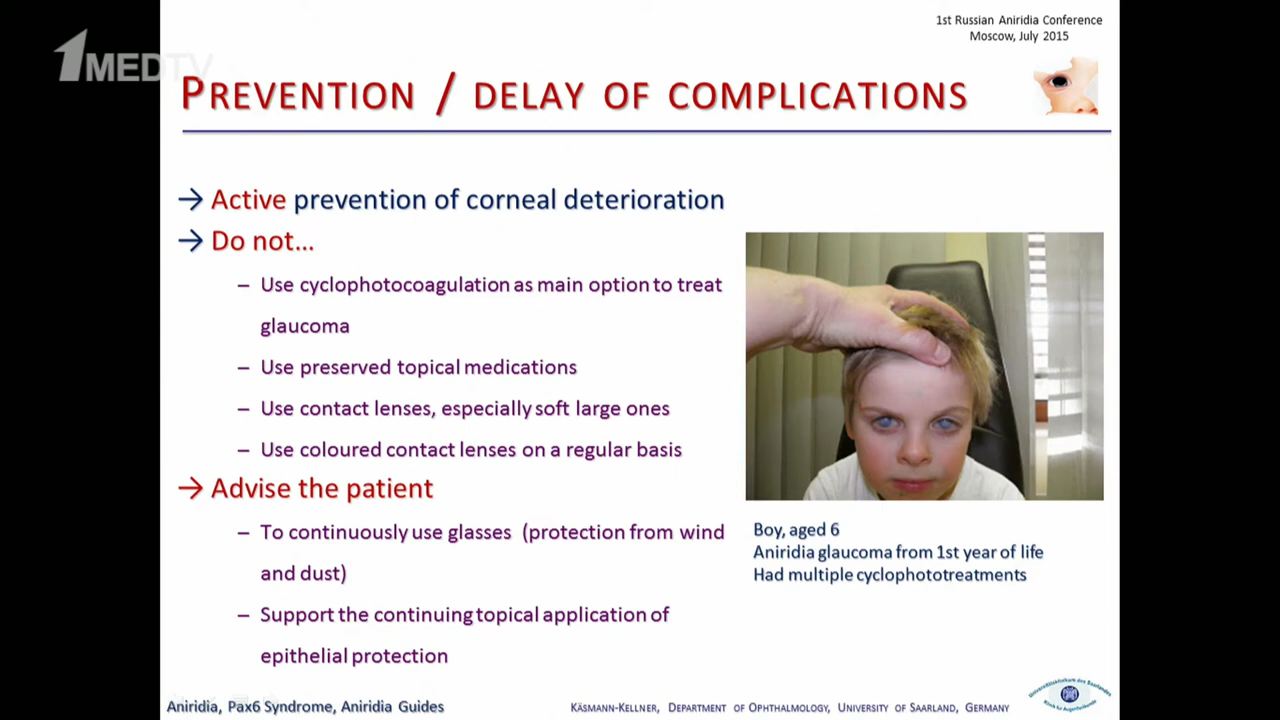 1st Russian Aniridia Conference
Moscow, July 2015
1MEDTV
PREVENTION / DELAY OF COMPLICATIONS
→ Active prevention of corneal deterioration
→ Do not…
– Use cyclophotocoagulation as main option to treat
glaucoma
– Use preserved topical medications
– Use contact lenses, especially soft large ones
– Use coloured contact lenses on a regular basis
→ Advise the patient
– To continuously use glasses (protection from wind
and dust)
– Support the continuing topical application of
epithelial protection
Boy, aged 6
Aniridia glaucoma from 1st year of life
Had multiple cyclophototreatments
Aniridia, Pax6 Syndrome, Aniridia Guides
KÄSMANN-KELLNER, DEPARTMENT OF OPHTHALMOLOGY, UNIVERSITY OF SAARLAND, GERMANY